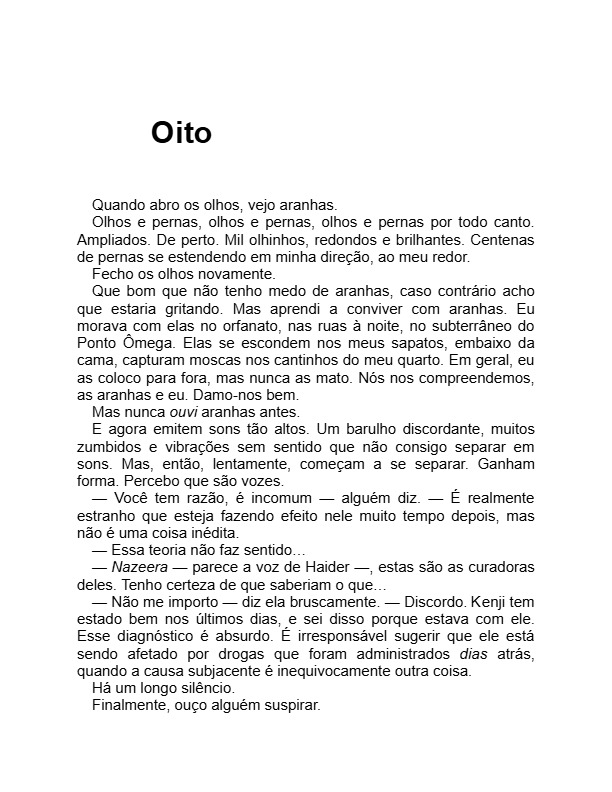 Oito
Quando abro os olhos, vejo aranhas.
Olhos e pernas, olhos e pernas, olhos e pernas por todo canto.
Ampliados. De perto. Mil olhinhos, redondos e brilhantes. Centenas
de pernas se estendendo em minha direção, ao meu redor.
Fecho os olhos novamente.
Que bom que não tenho medo de aranhas, caso contrário acho
que estaria gritando. Mas aprendi a conviver com aranhas. Eu
morava com elas no orfanato, nas ruas à noite, no subterrâneo do
Ponto Ômega. Elas se escondem nos meus sapatos, embaixo da
cama, capturam moscas nos cantinhos do meu quarto. Em geral, eu
as coloco para fora, mas nunca as mato. Nós nos compreendemos,
as aranhas e eu. Damo-nos bem.
Mas nunca ouvi aranhas antes.
E agora emitem sons tão altos. Um barulho discordante, muitos
zumbidos e vibrações sem sentido que não consigo separar em
sons. Mas, então, lentamente, começam a se separar. Ganham
forma. Percebo que são vozes.
— Você tem razão, é incomum — alguém diz. — É realmente
estranho que esteja fazendo efeito nele muito tempo depois, mas
não é uma coisa inédita.
— Essa teoria não faz sentido…
— Nazeera — parece a voz de Haider —, estas são as curadoras
deles. Tenho certeza de que saberiam o que…
— Não me importo — diz ela bruscamente. — Discordo. Kenji tem
estado bem nos últimos dias, e sei disso porque estava com ele.
Esse diagnóstico é absurdo. É irresponsável sugerir que ele está
sendo afetado por drogas que foram administrados dias atrás,
quando a causa subjacente é inequivocamente outra coisa.
Há um longo silêncio.
Finalmente, ouço alguém suspirar.